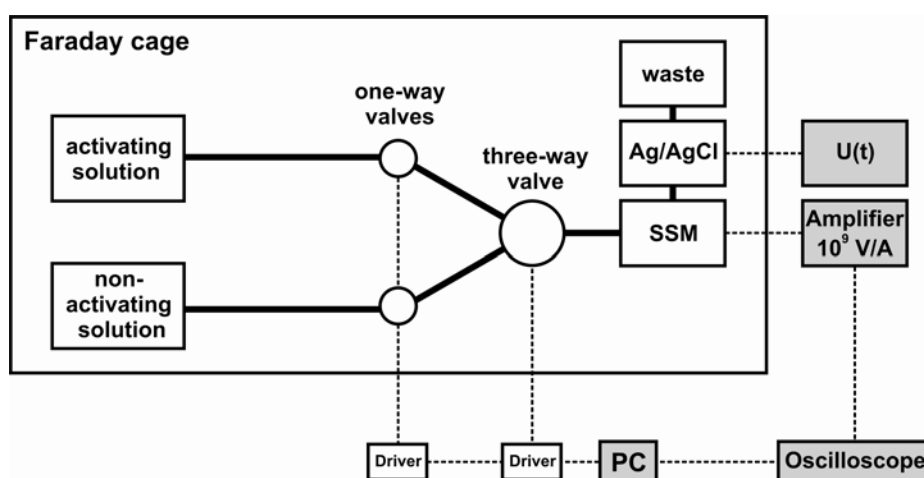 Faraday cage
waste
one-way
valves
activating
solution
three-way
valve
Ag/AgCl
U(t)
SSM
Amplifier
10⁹ V/A
non-
activating
solution
Driver
Driver
PC
Oscilloscope